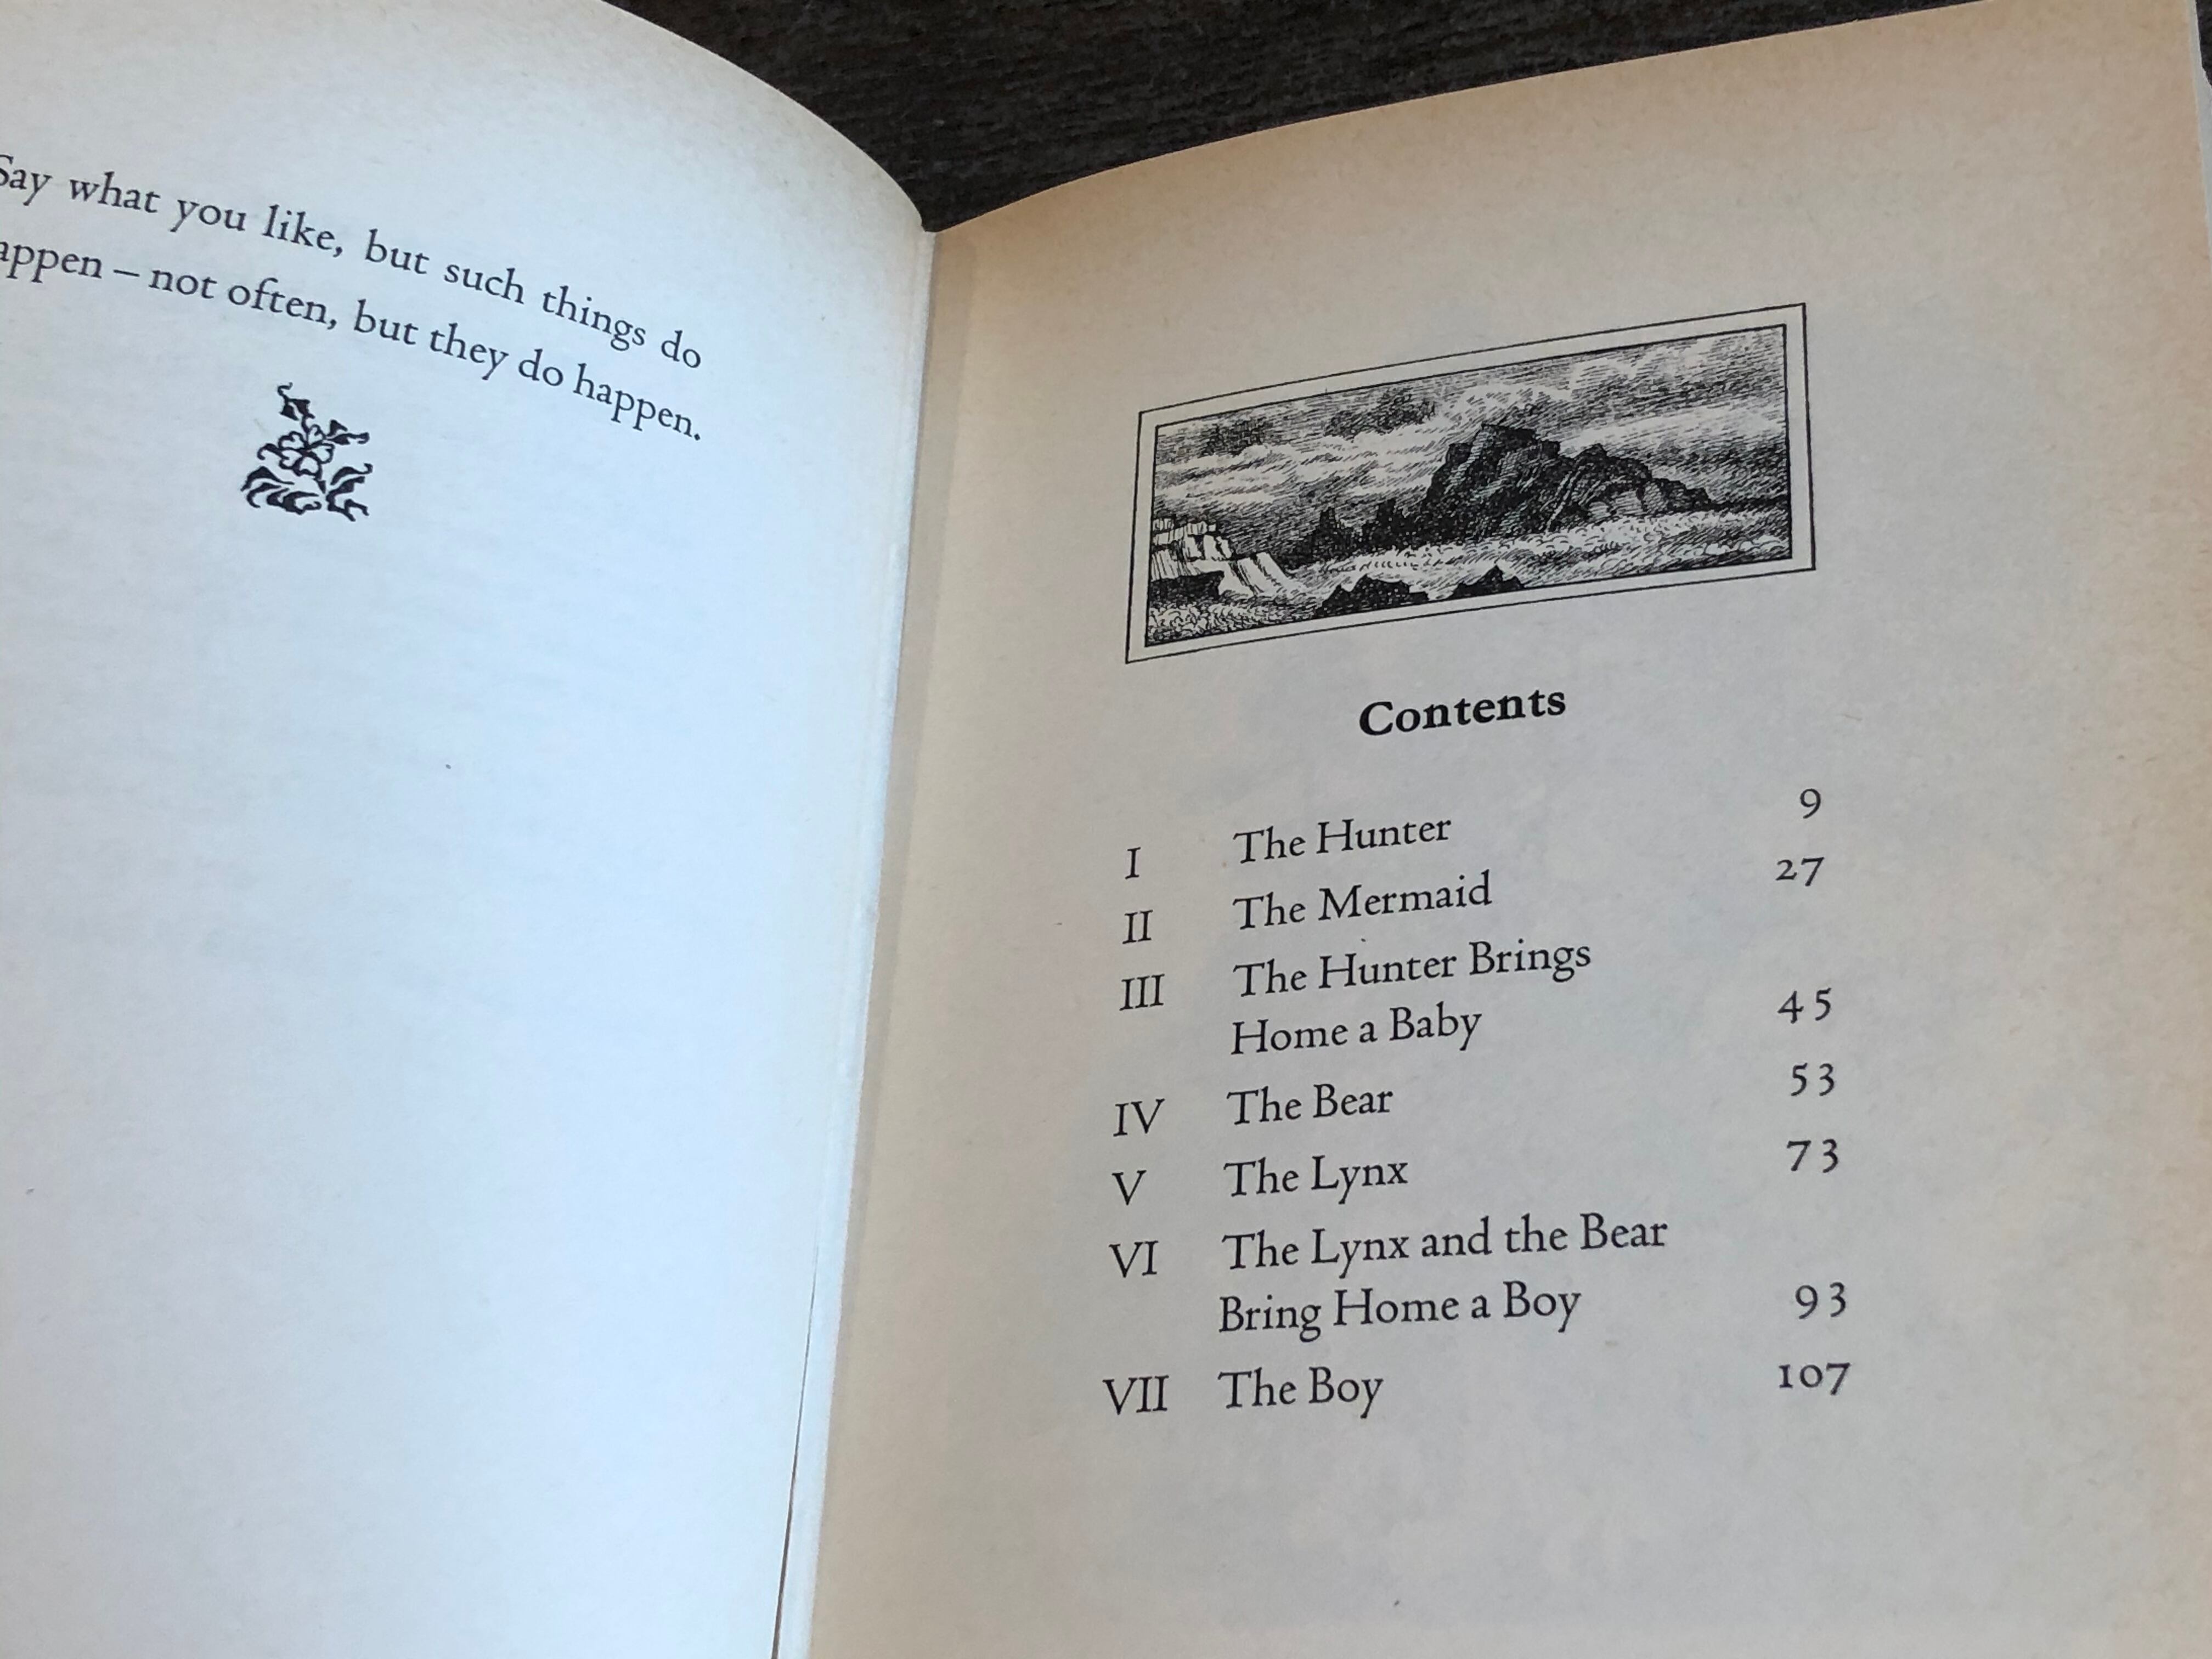 Say what you like, but such things do
appen – not often, but they do happen.
Contents
I The Hunter 9
II The Mermaid 27
III The Hunter Brings
Home a Baby 45
IV The Bear 53
V The Lynx 73
VI The Lynx and the Bear
Bring Home a Boy 93
VII The Boy 107